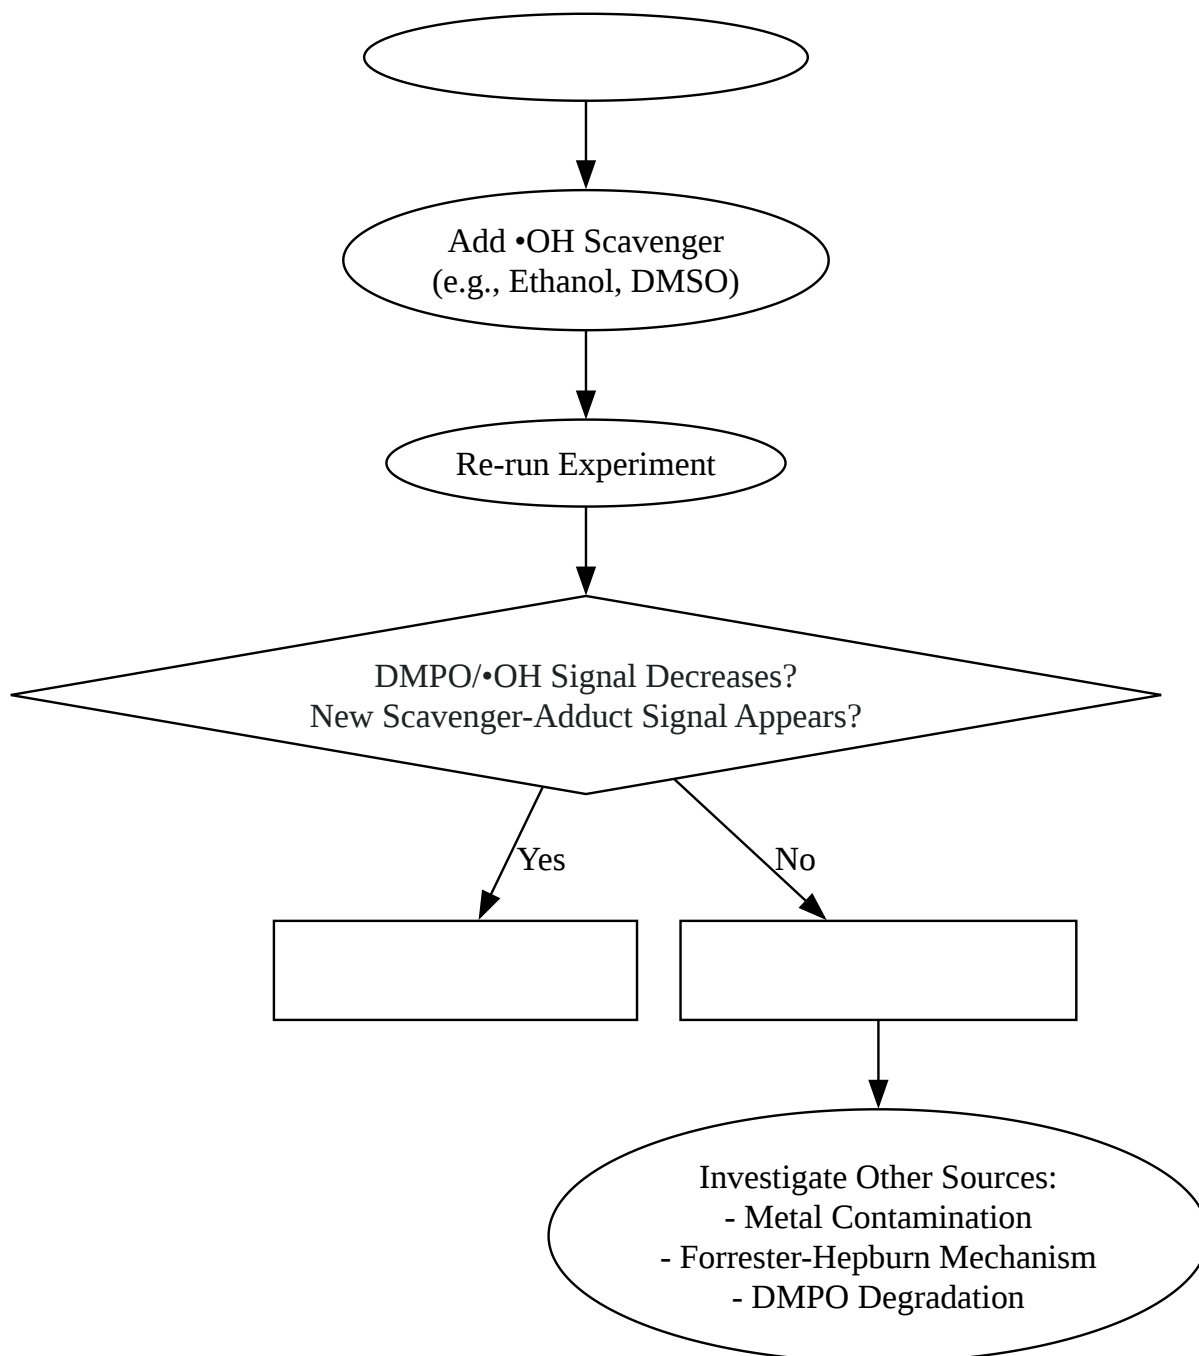 Add •OH Scavenger
(e.g., Ethanol, DMSO)
Re-run Experiment
DMPO/•OH Signal Decreases?
New Scavenger-Adduct Signal Appears?
Yes
No
Investigate Other Sources:
- Metal Contamination
- Forrester-Hepburn Mechanism
- DMPO Degradation